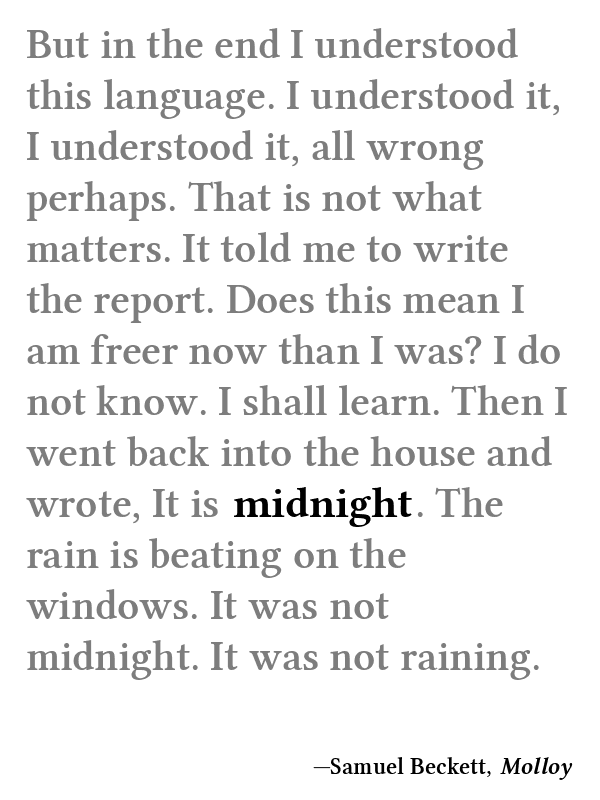 But in the end I understood
this language. I understood it,
I understood it, all wrong
perhaps. That is not what
matters. It told me to write
the report. Does this mean I
am freer now than I was? I do
not know. I shall learn. Then I
went back into the house and
wrote, It is midnight. The
rain is beating on the
windows. It was not
midnight. It was not raining.
—Samuel Beckett, Molloy